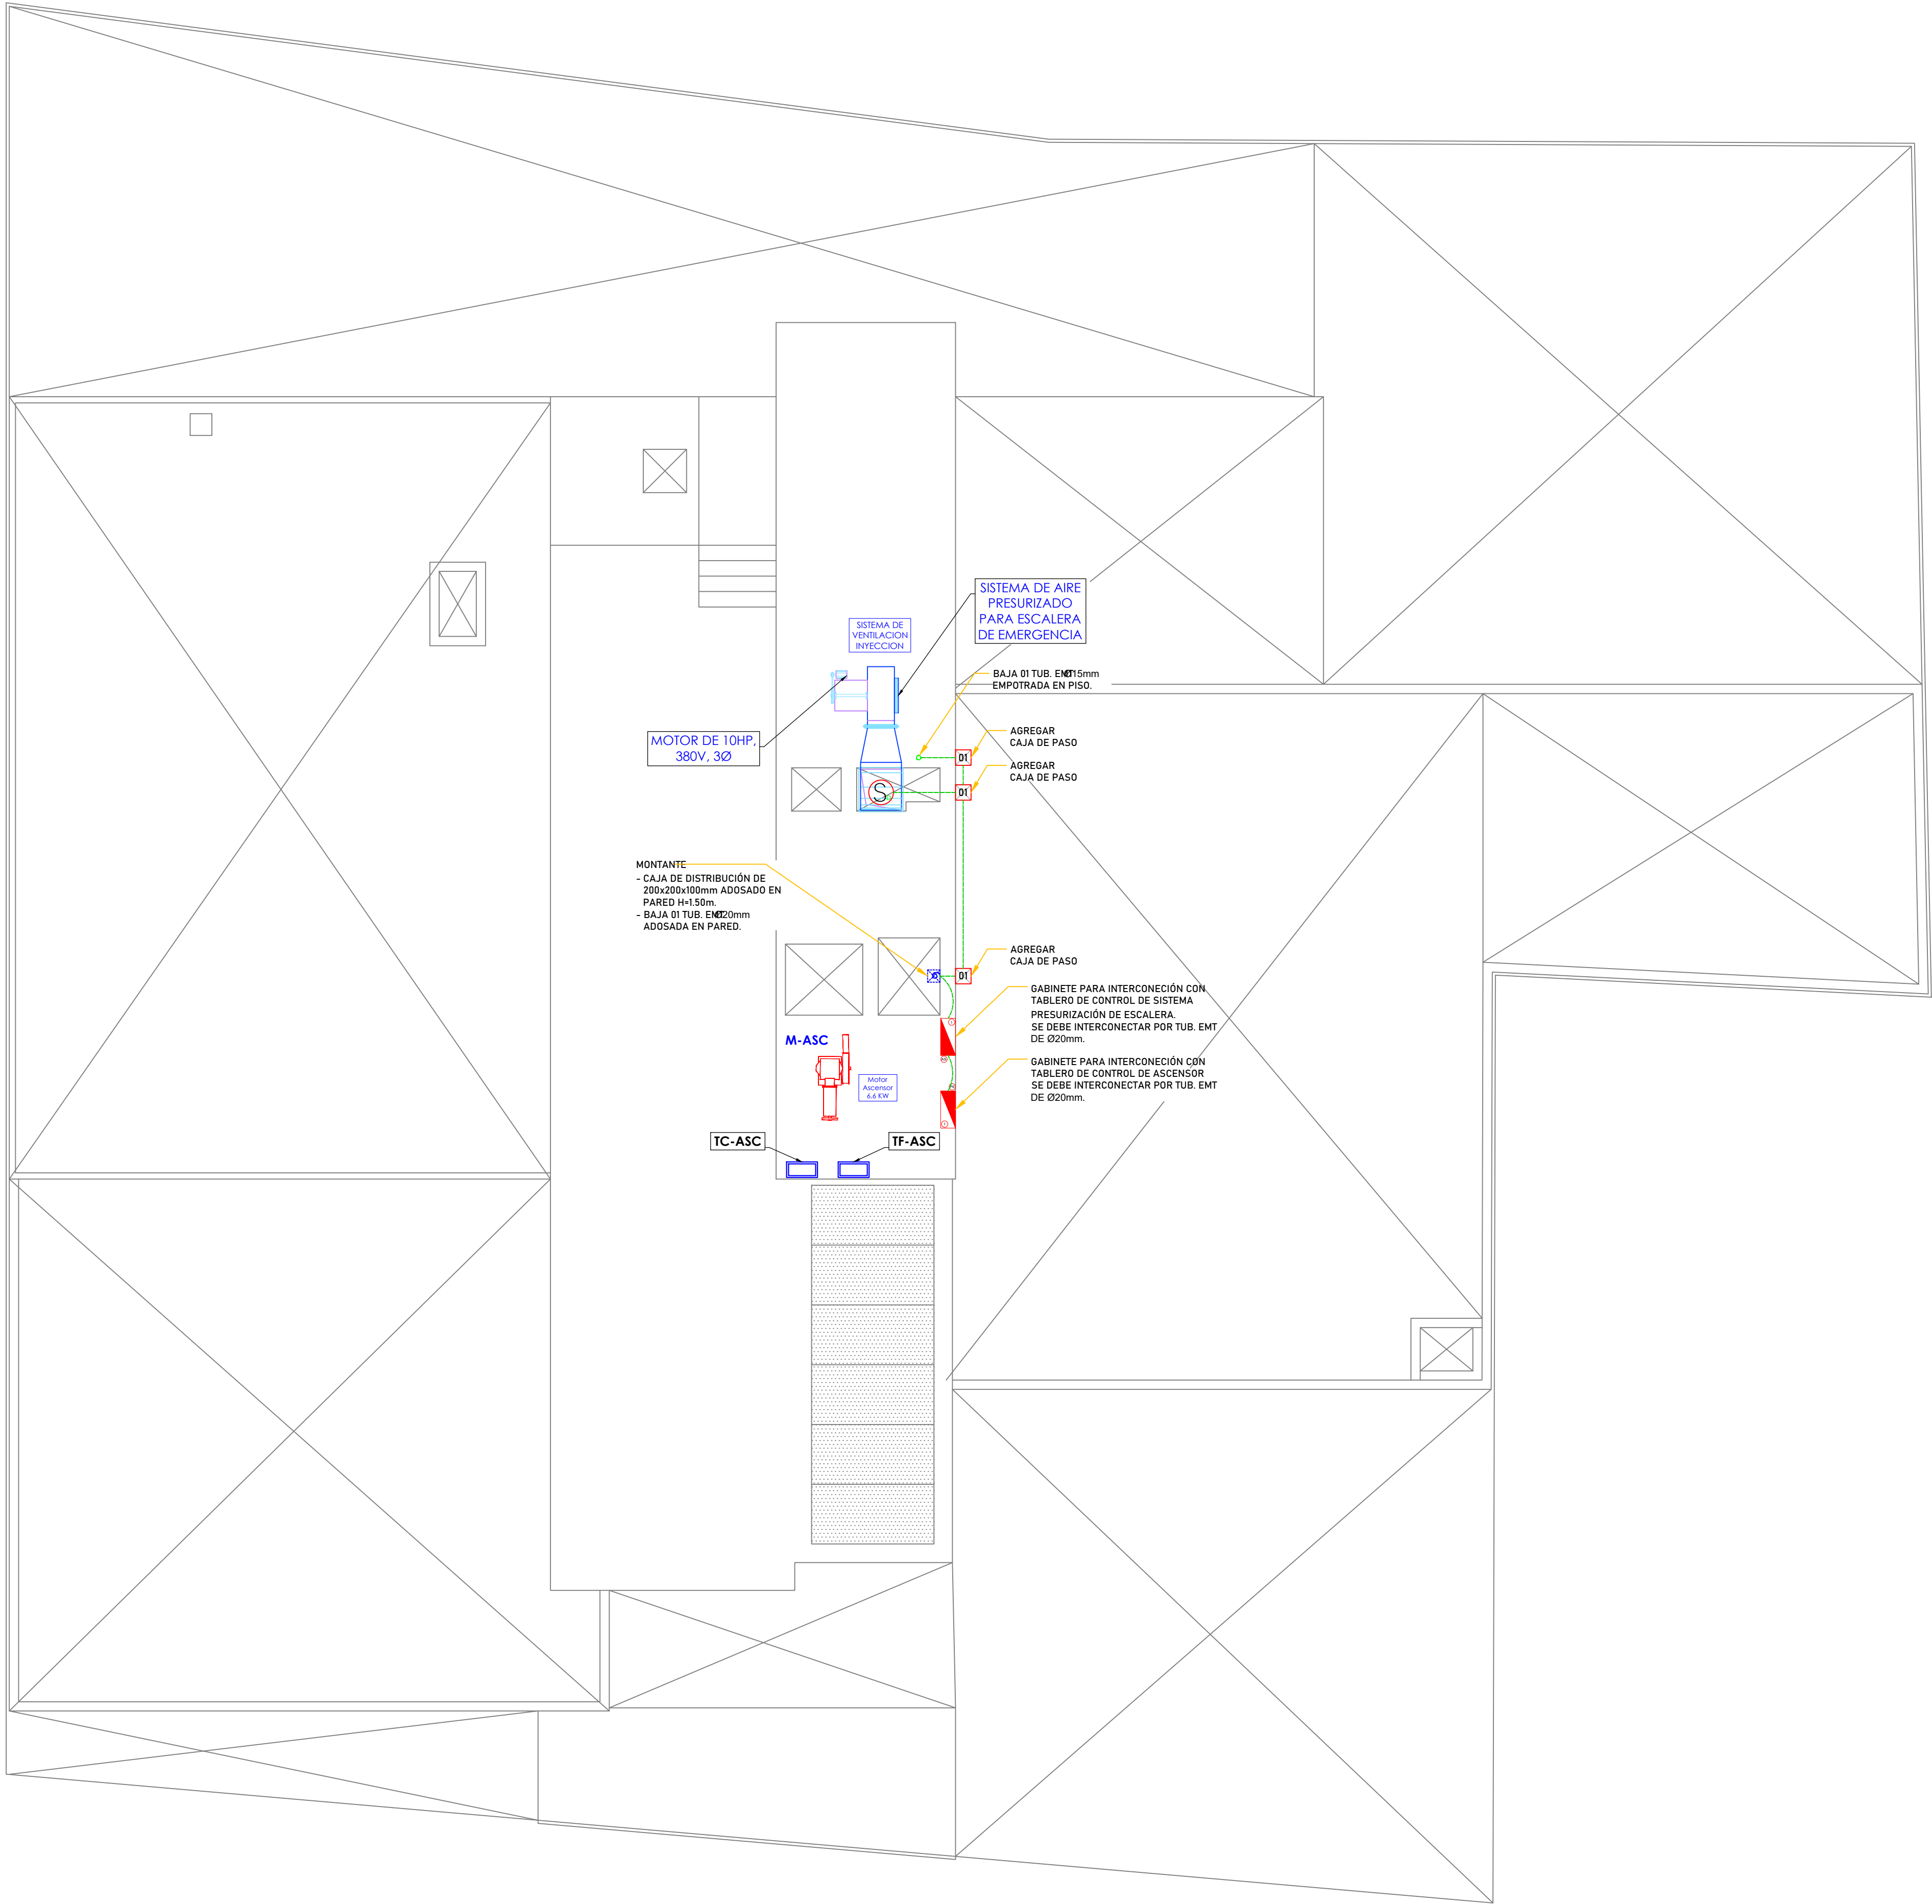 SISTEMA DE AIRE
PRESURIZADO
PARA ESCALERA
DE EMERGENCIA
SISTEMA DE
VENTILACION
INYECCION
BAJA 01 TUB. EMT Ø15mm
EMPOTRADA EN PISO.
MOTOR DE 10HP,
380V, 3Ø
AGREGAR
CAJA DE PASO
01
AGREGAR
CAJA DE PASO
01
S
MONTANTE
- CAJA DE DISTRIBUCIÓN DE
200x200x100mm ADOSADO EN
PARED H=1.50m.
- BAJA 01 TUB. EMT Ø20mm
ADOSADA EN PARED.
AGREGAR
CAJA DE PASO
01
GABINETE PARA INTERCONECIÓN CON
TABLERO DE CONTROL DE SISTEMA
PRESURIZACIÓN DE ESCALERA.
SE DEBE INTERCONECTAR POR TUB. EMT
DE Ø20mm.
M-ASC
GABINETE PARA INTERCONECIÓN CON
TABLERO DE CONTROL DE ASCENSOR
SE DEBE INTERCONECTAR POR TUB. EMT
DE Ø20mm.
Motor
Ascensor
6.6 KW
TC-ASC
TF-ASC